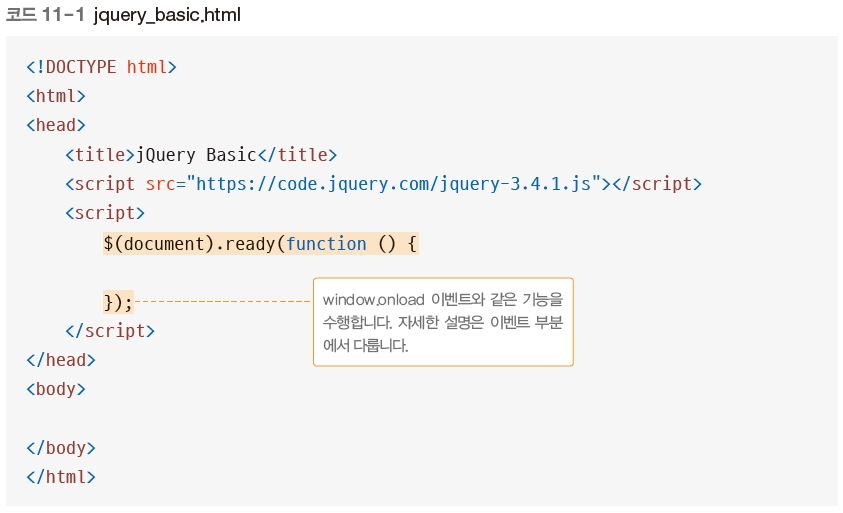 코드 11-1 jquery_basic.html
<!DOCTYPE html>
<html>
<head>
<title>jQuery Basic</title>
<script src="https://code.jquery.com/jquery-3.4.1.js"></script>
<script>
$(document).ready(function () {
});
window.onload 이벤트와 같은 기능을
수행합니다. 자세한 설명은 이벤트 부분
에서 다룹니다.
</script>
</head>
<body>
</body>
</html>